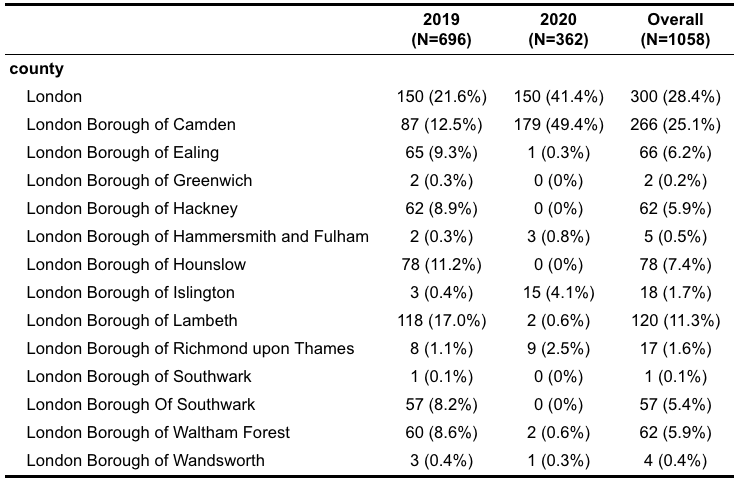 2019 2020 Overall
(N=696) (N=362) (N=1058)
county
London 150 (21.6%) 150 (41.4%) 300 (28.4%)
London Borough of Camden 87 (12.5%) 179 (49.4%) 266 (25.1%)
London Borough of Ealing 65 (9.3%) 1 (0.3%) 66 (6.2%)
London Borough of Greenwich 2 (0.3%) 0 (0%) 2 (0.2%)
London Borough of Hackney 62 (8.9%) 0 (0%) 62 (5.9%)
London Borough of Hammersmith and Fulham 2 (0.3%) 3 (0.8%) 5 (0.5%)
London Borough of Hounslow 78 (11.2%) 0 (0%) 78 (7.4%)
London Borough of Islington 3 (0.4%) 15 (4.1%) 18 (1.7%)
London Borough of Lambeth 118 (17.0%) 2 (0.6%) 120 (11.3%)
London Borough of Richmond upon Thames 8 (1.1%) 9 (2.5%) 17 (1.6%)
London Borough of Southwark 1 (0.1%) 0 (0%) 1 (0.1%)
London Borough Of Southwark 57 (8.2%) 0 (0%) 57 (5.4%)
London Borough of Waltham Forest 60 (8.6%) 2 (0.6%) 62 (5.9%)
London Borough of Wandsworth 3 (0.4%) 1 (0.3%) 4 (0.4%)